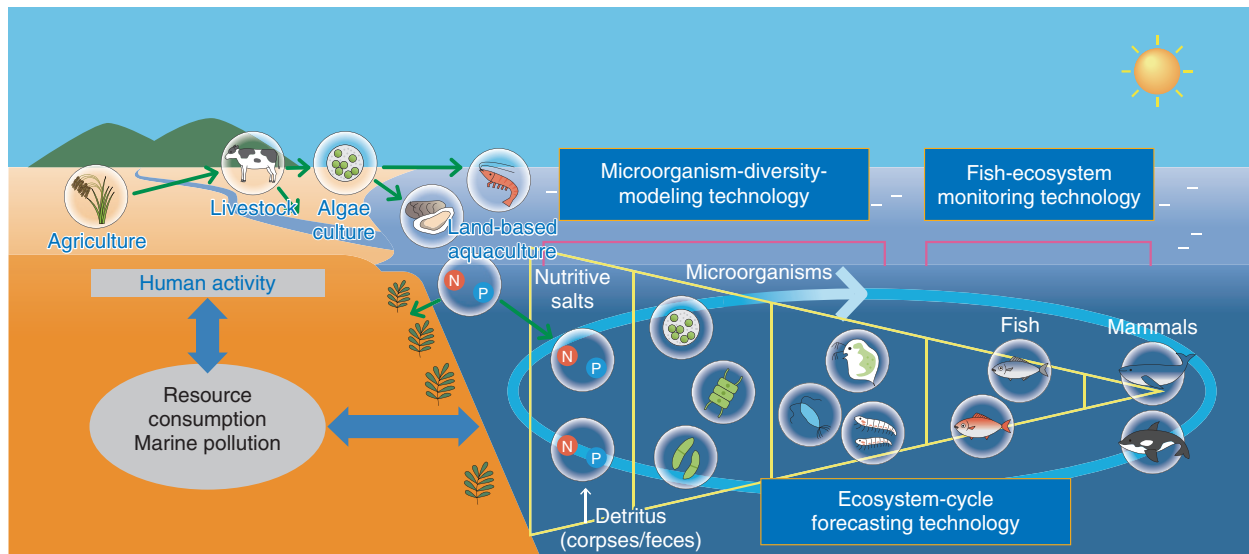 Microorganism-diversity-
modeling technology
Fish-ecosystem
monitoring technology
Agriculture
Livestock
Algae
culture
Land-based
aquaculture
Human activity
Resource
consumption
Marine pollution
N
P
Nutritive
salts
Microorganisms
Fish
Mammals
N
P
N
P
Detritus
(corpses/feces)
Ecosystem-cycle
forecasting technology